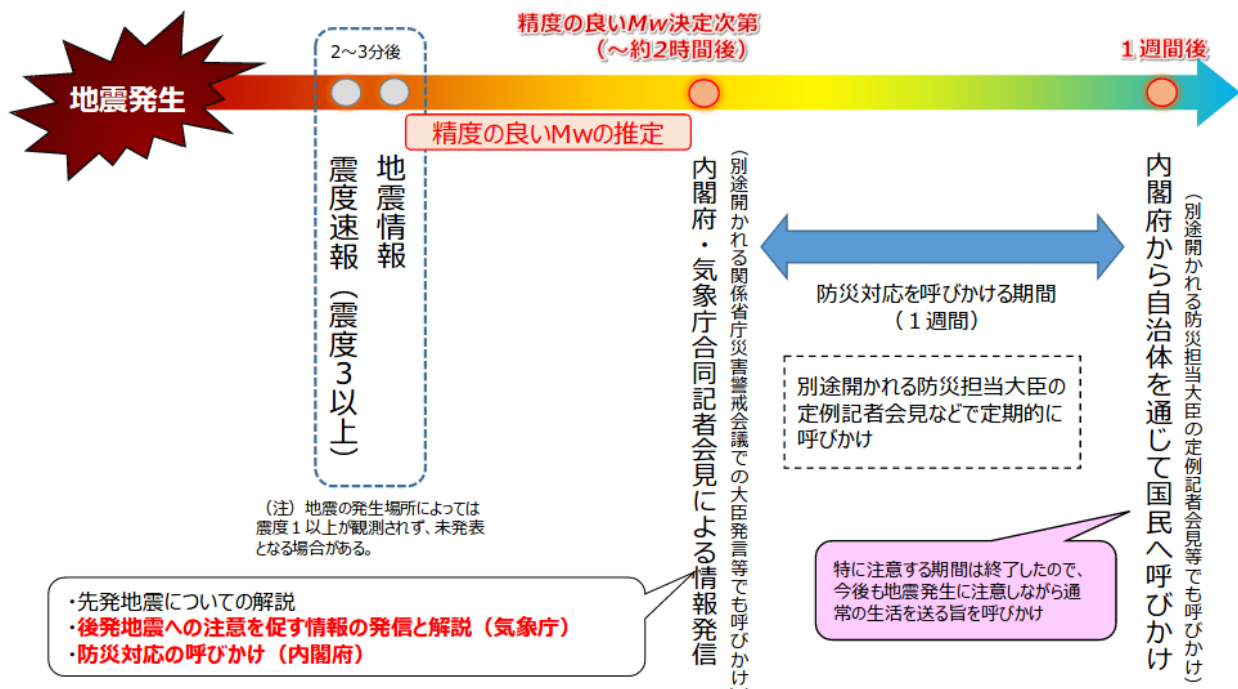 地震発生
2～3分後
精度の良いMw決定次第
（～約2時間後）
１週間後
精度の良いMwの推定
震度速報（震度３以上）
地震情報
（注）地震の発生場所によっては
震度１以上が観測されず、未発表
となる場合がある。
内閣府・気象庁合同記者会見による情報発信
（別途開かれる関係省庁災害警戒会議での大臣発言等でも呼びかけ）
・先発地震についての解説
・後発地震への注意を促す情報の発信と解説（気象庁）
・防災対応の呼びかけ（内閣府）
防災対応を呼びかける期間
（１週間）
別途開かれる防災担当大臣の
定例記者会見などで定期的に
呼びかけ
内閣府から自治体を通じて国民へ呼びかけ
（別途開かれる防災担当大臣の定例記者会見等でも呼びかけ）
特に注意する期間は終了したので、
今後も地震発生に注意しながら通
常の生活を送る旨を呼びかけ